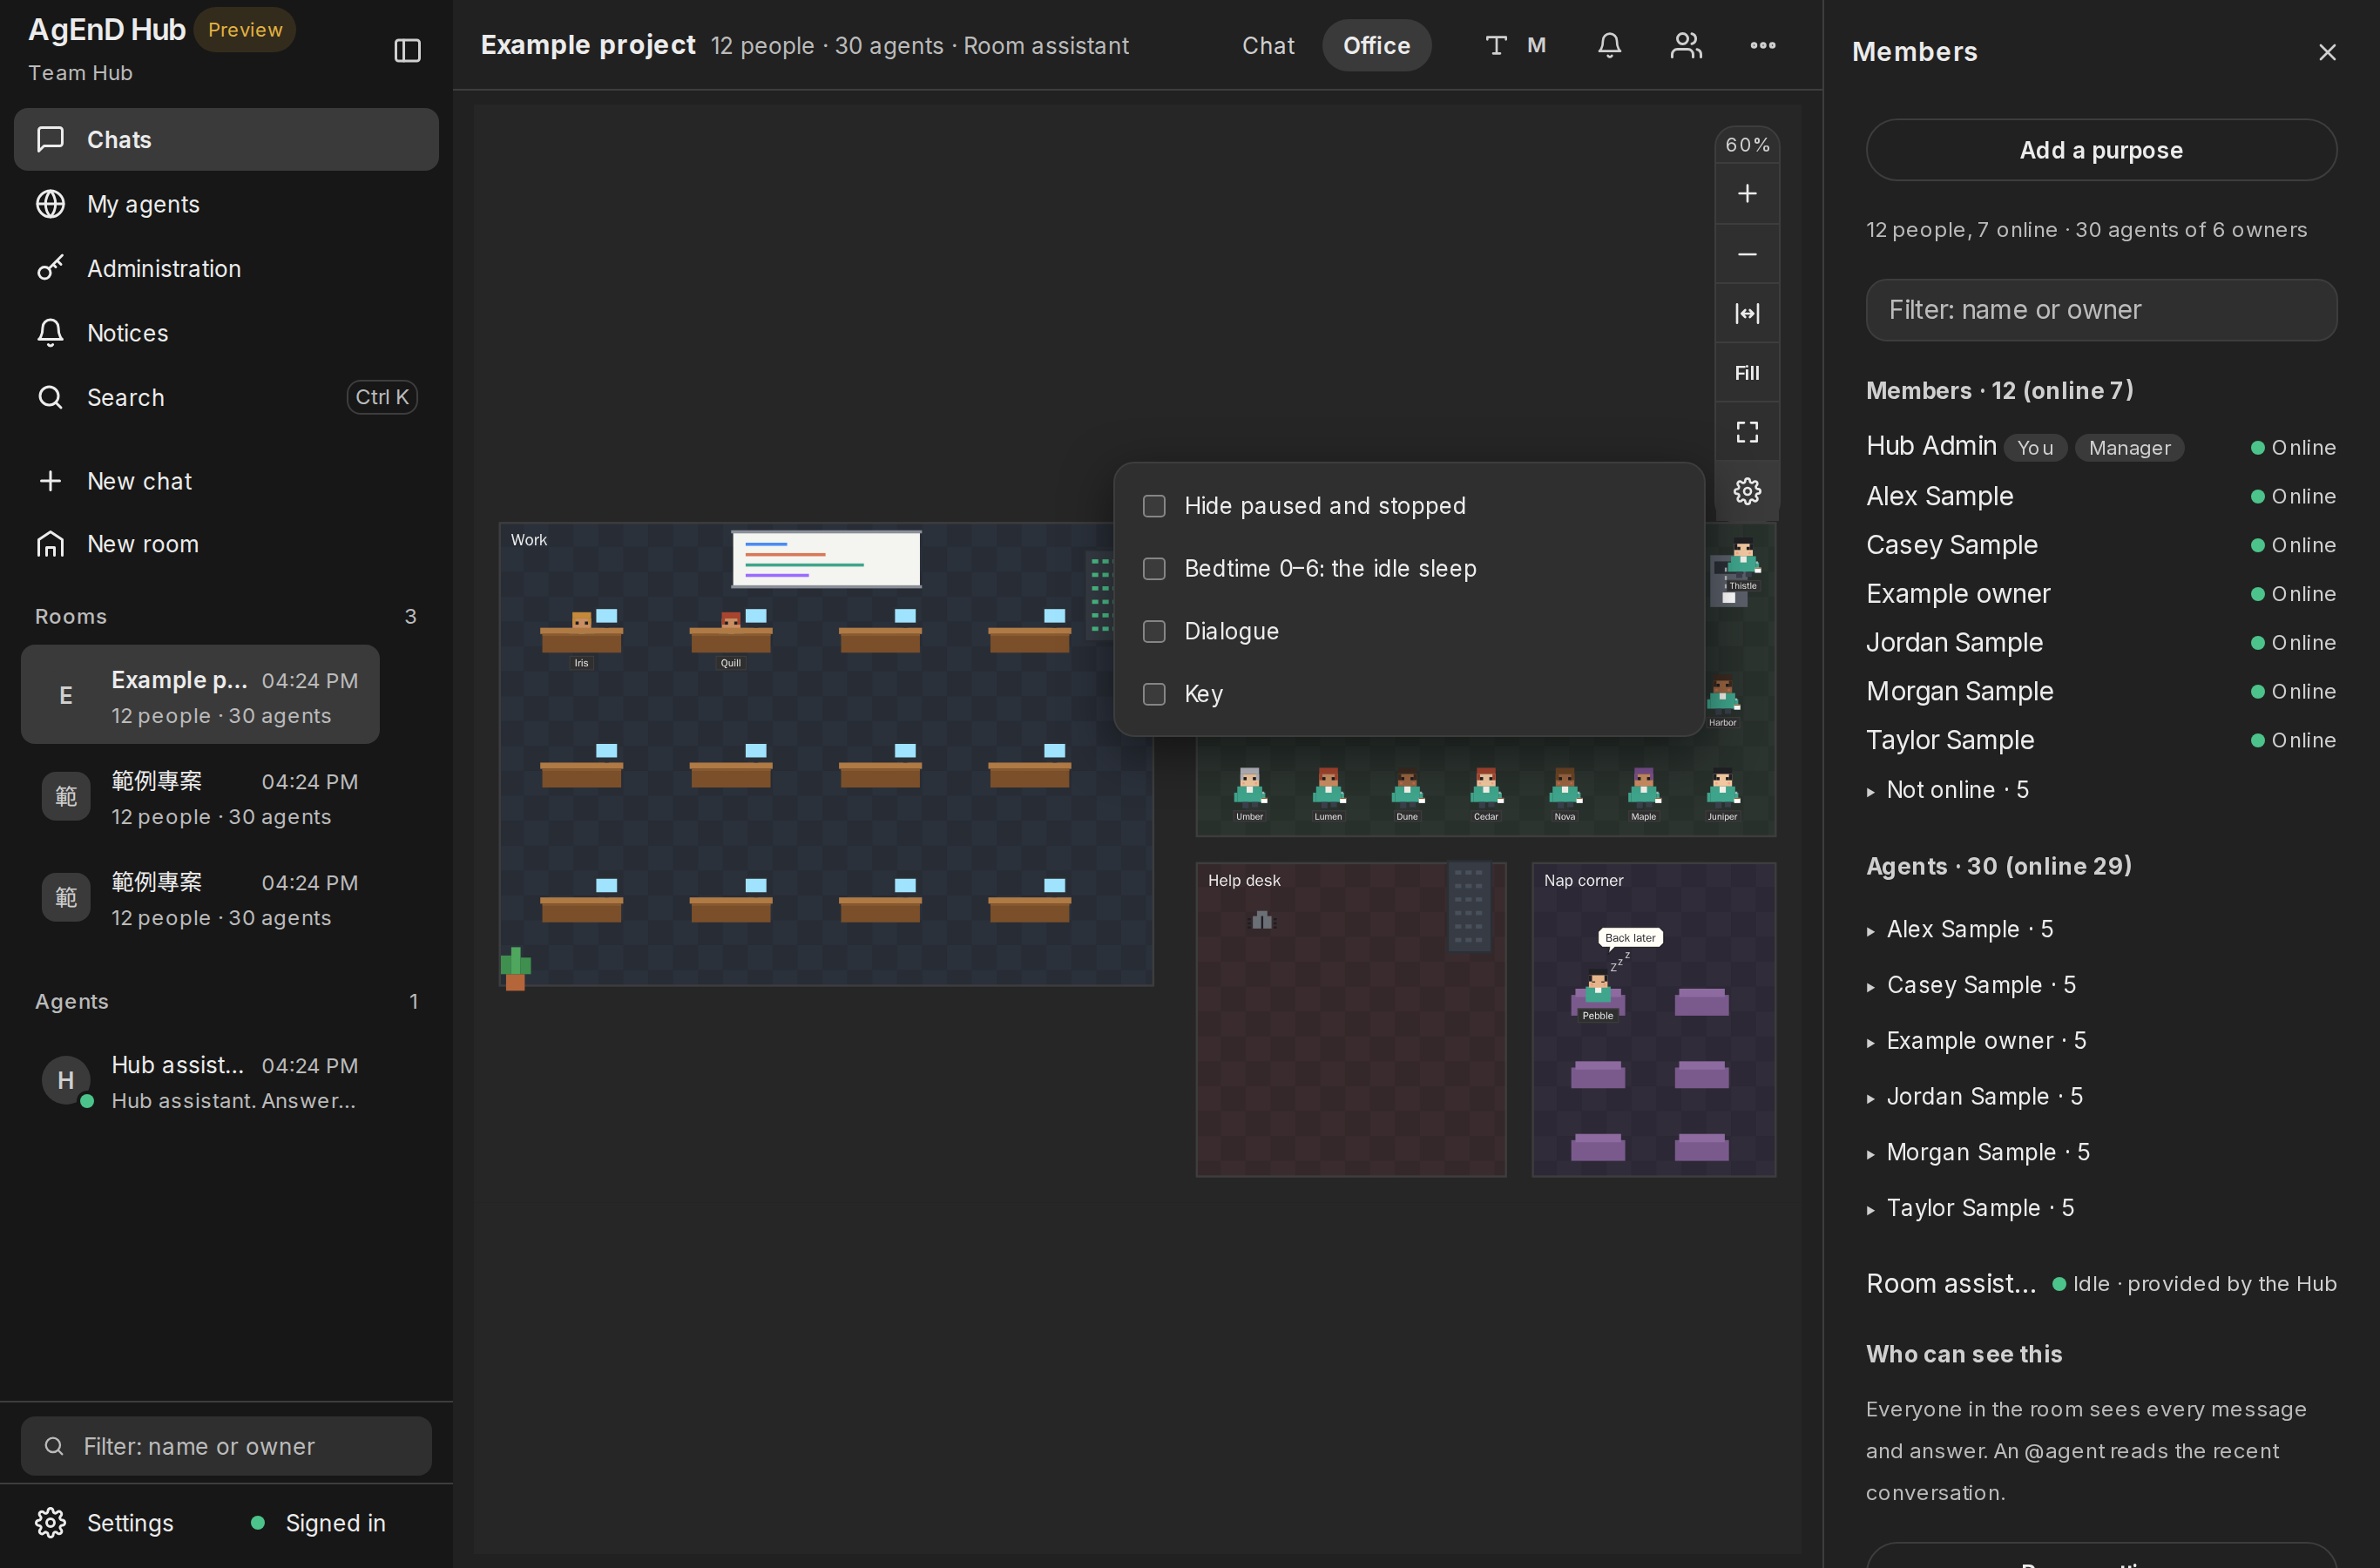 AgEnD Hub Preview
Team Hub
Chats
My agents
Administration
Notices
Search Ctrl K
New chat
New room
Rooms 3
E Example p... 04:24 PM
12 people · 30 agents
範 範例專案 04:24 PM
12 people · 30 agents
範 範例專案 04:24 PM
12 people · 30 agents
Agents 1
H Hub assist... 04:24 PM
Hub assistant. Answer...
Filter: name or owner
Settings Signed in
Example project 12 people · 30 agents · Room assistant Chat Office T M
60%
Fill
Hide paused and stopped
Bedtime 0–6: the idle sleep
Dialogue
Key
Work
Iris Quill
Thistle
Harbor
Umber Lumen Dune Cedar Nova Maple Juniper
Help desk
Nap corner
Back later
z z z
Pebble
Members
Add a purpose
12 people, 7 online · 30 agents of 6 owners
Filter: name or owner
Members · 12 (online 7)
Hub Admin You Manager Online
Alex Sample Online
Casey Sample Online
Example owner Online
Jordan Sample Online
Morgan Sample Online
Taylor Sample Online
Not online · 5
Agents · 30 (online 29)
Alex Sample · 5
Casey Sample · 5
Example owner · 5
Jordan Sample · 5
Morgan Sample · 5
Taylor Sample · 5
Room assist... Idle · provided by the Hub
Who can see this
Everyone in the room sees every message
and answer. An @agent reads the recent
conversation.